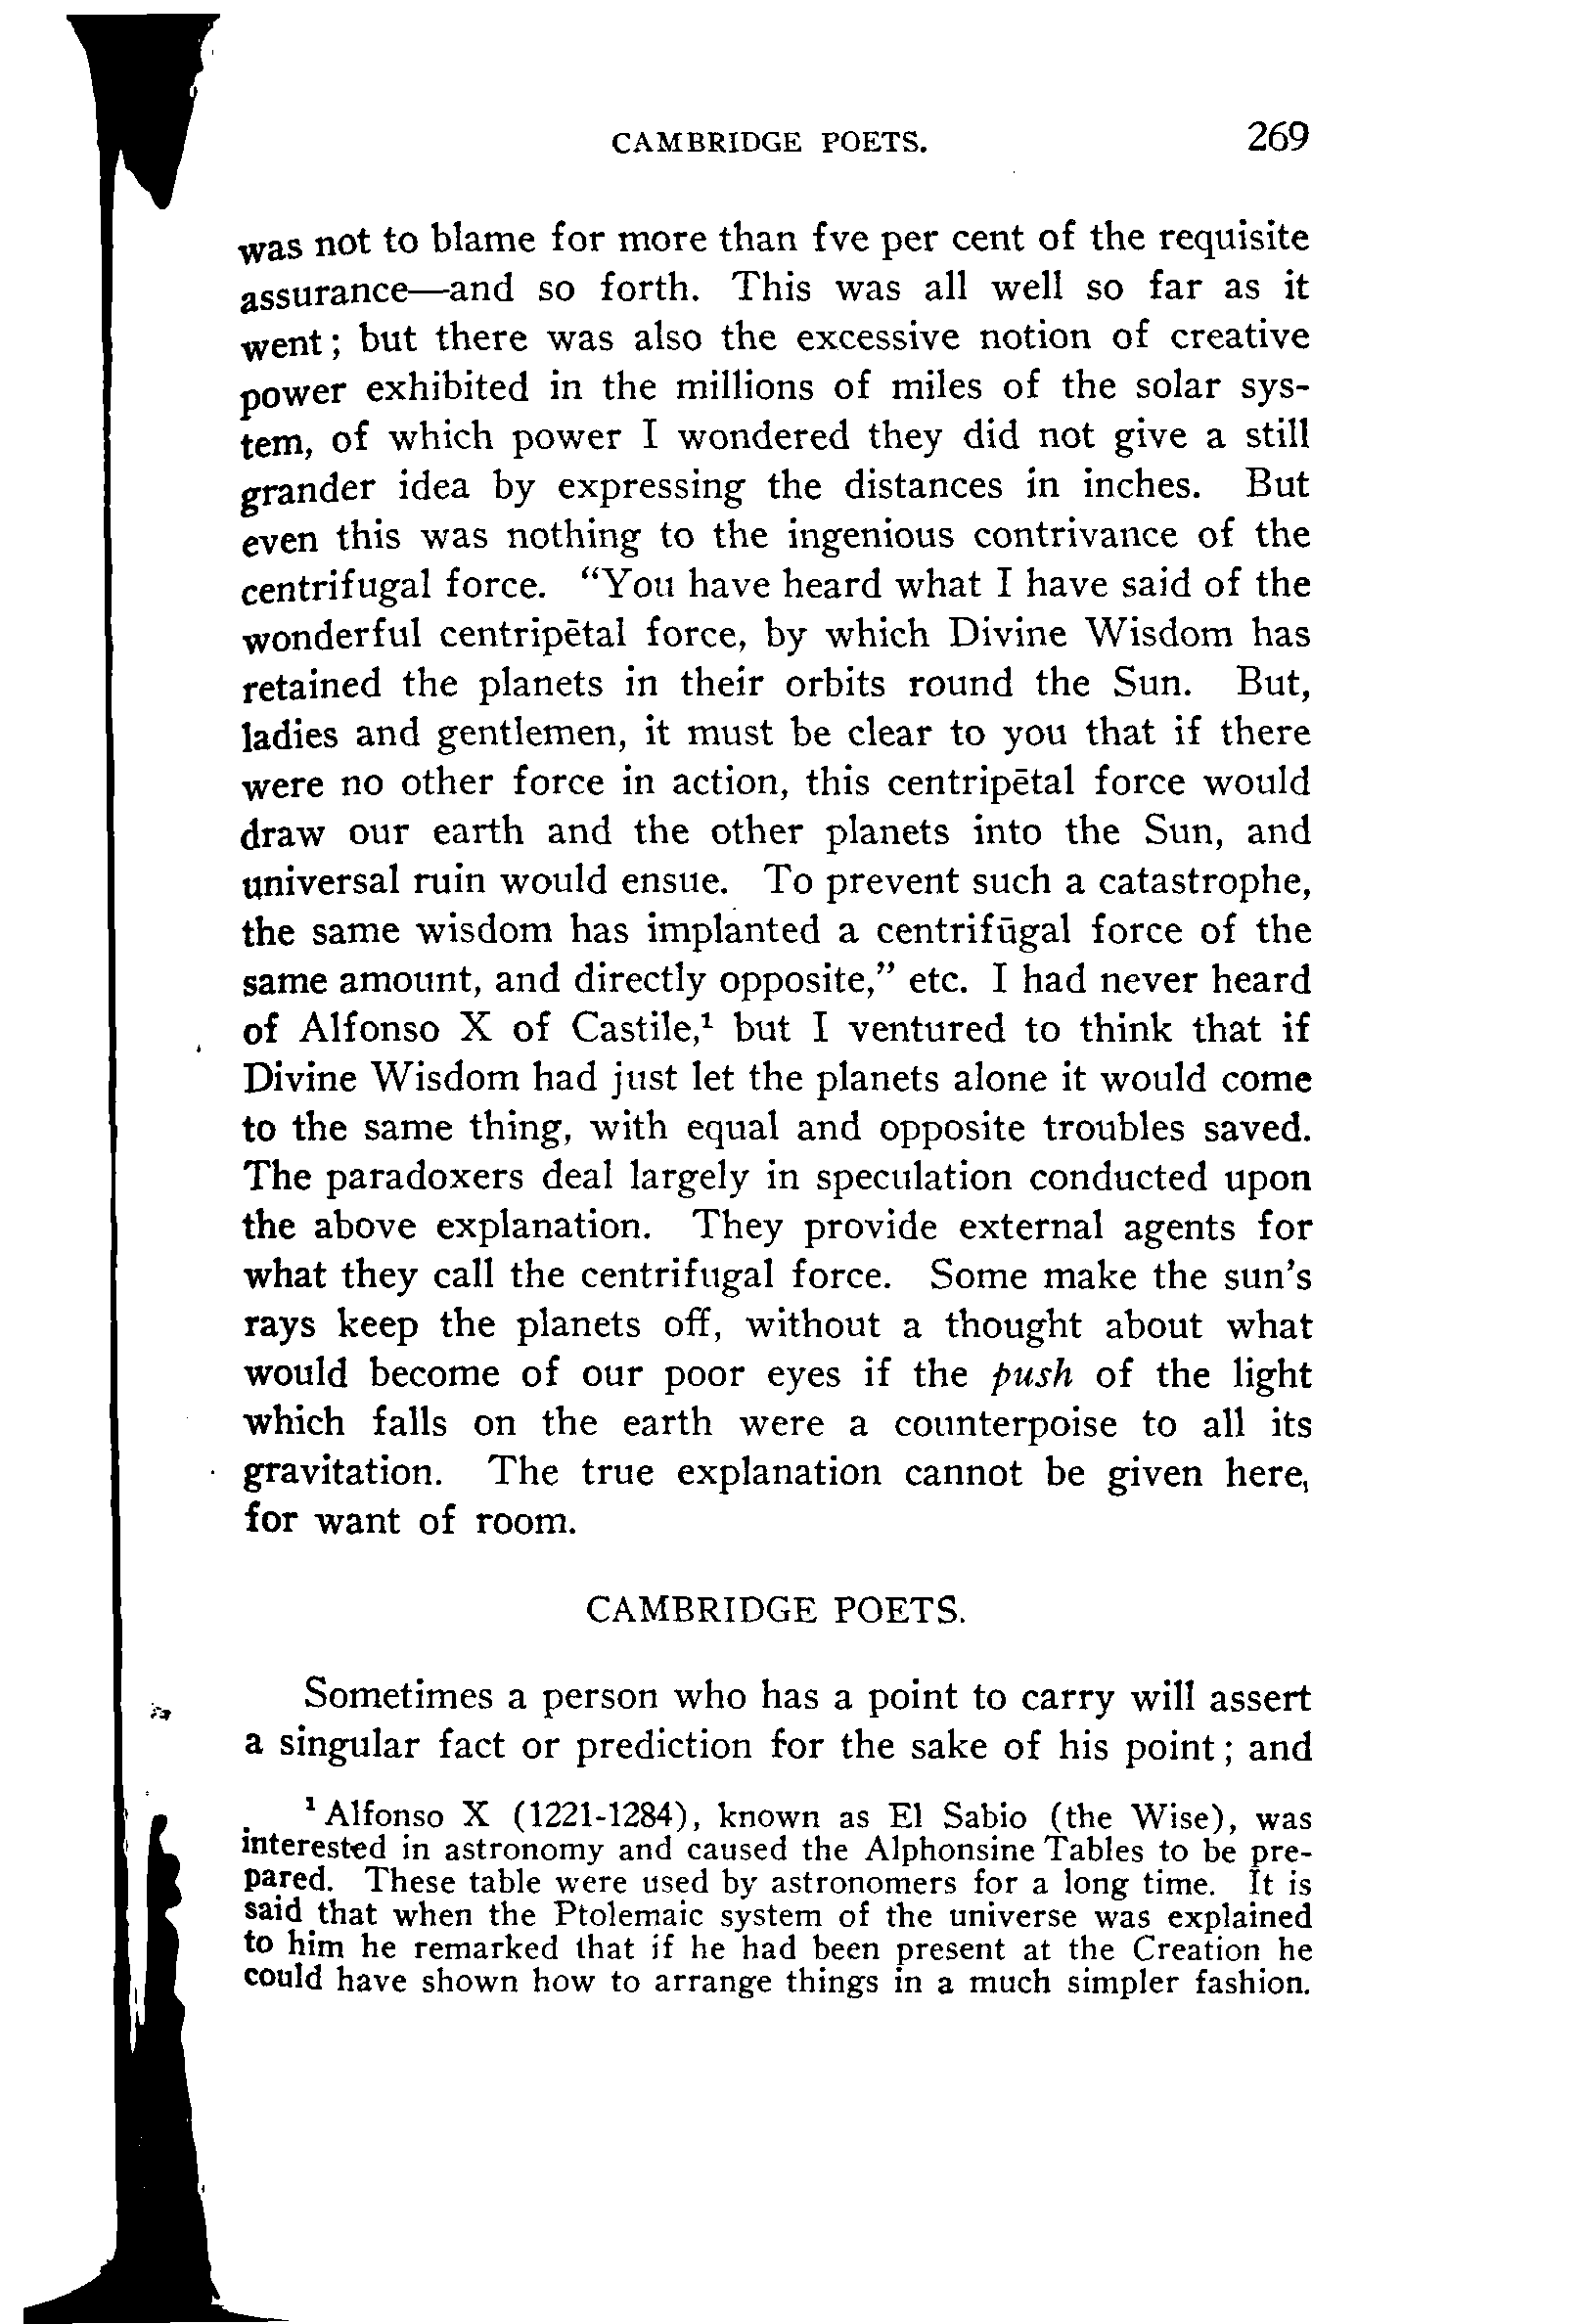 CAMBRIDGE POETS. 269
was not to blame for more than fve per cent of the requisite
assurance—and so forth. This was all well so far as it
went; but there was also the excessive notion of creative
power exhibited in the millions of miles of the solar sys-
tem, of which power I wondered they did not give a still
grander idea by expressing the distances in inches. But
even this was nothing to the ingenious contrivance of the
centrifugal force. “You have heard what I have said of the
wonderful centripētal force, by which Divine Wisdom has
retained the planets in their orbits round the Sun. But,
ladies and gentlemen, it must be clear to you that if there
were no other force in action, this centripētal force would
draw our earth and the other planets into the Sun, and
universal ruin would ensue. To prevent such a catastrophe,
the same wisdom has implanted a centrifūgal force of the
same amount, and directly opposite,” etc. I had never heard
of Alfonso X of Castile,¹ but I ventured to think that if
Divine Wisdom had just let the planets alone it would come
to the same thing, with equal and opposite troubles saved.
The paradoxers deal largely in speculation conducted upon
the above explanation. They provide external agents for
what they call the centrifugal force. Some make the sun's
rays keep the planets off, without a thought about what
would become of our poor eyes if the push of the light
which falls on the earth were a counterpoise to all its
gravitation. The true explanation cannot be given here,
for want of room.
CAMBRIDGE POETS.
Sometimes a person who has a point to carry will assert
a singular fact or prediction for the sake of his point; and
¹ Alfonso X (1221-1284), known as El Sabio (the Wise), was
interested in astronomy and caused the Alphonsine Tables to be pre-
pared. These table were used by astronomers for a long time. It is
said that when the Ptolemaic system of the universe was explained
to him he remarked that if he had been present at the Creation he
could have shown how to arrange things in a much simpler fashion.